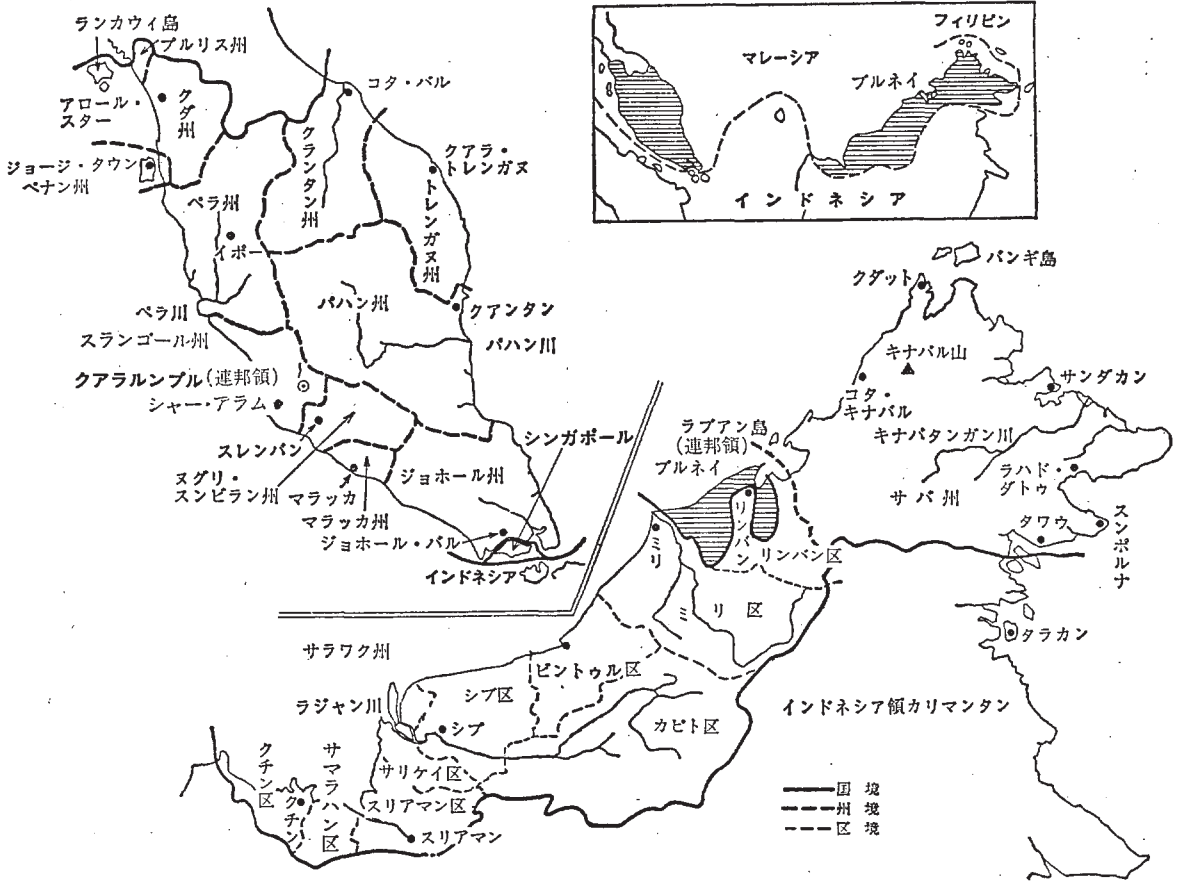 ランカウィ島
プルリス州
アロール・
スター
クダ州
コタ・バル
クランタン州
ジョージ・タウン
ペナン州
クアラ・
トレンガヌ
トレンガヌ州
ペラ州
イポー
ペラ川
パハン州
クアンタン
パハン川
スランゴール州
クアラルンプル(連邦領)
シャー・アラム
スレンバン
ヌグリ・
スンビラン州
マラッカ
マラッカ州
ジョホール州
ジョホール・バル
シンガポール
インドネシア
フィリピン
マレーシア
ブルネイ
インドネシア
バンギ島
クダット
キナバル山
コタ・
キナバル
サンダカン
キナバタンガン川
ラブアン島
(連邦領)
ブルネイ
ラハド・
ダトゥ
サバ州
タワウ
スンポルナ
リンバン
リンバン区
ミリ
ミリ区
タラカン
サラワク州
ビントゥル区
シブ区
ラジャン川
シブ
カピト区
インドネシア領カリマンタン
サリケイ区
スリアマン区
スリアマン
クチン区
クチン
サマラハン区
国境
州境
区境